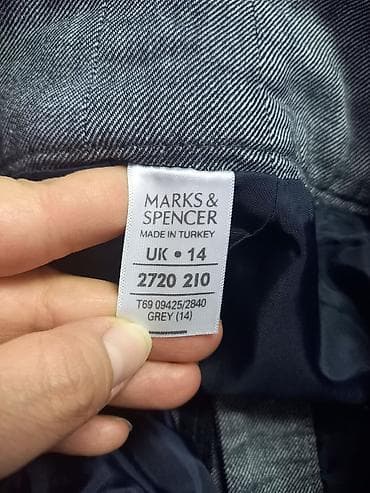 MARKS &
SPENCER
MADE IN TURKEY
UK • 14
2720 210
T69 09425/2840
GREY (14)